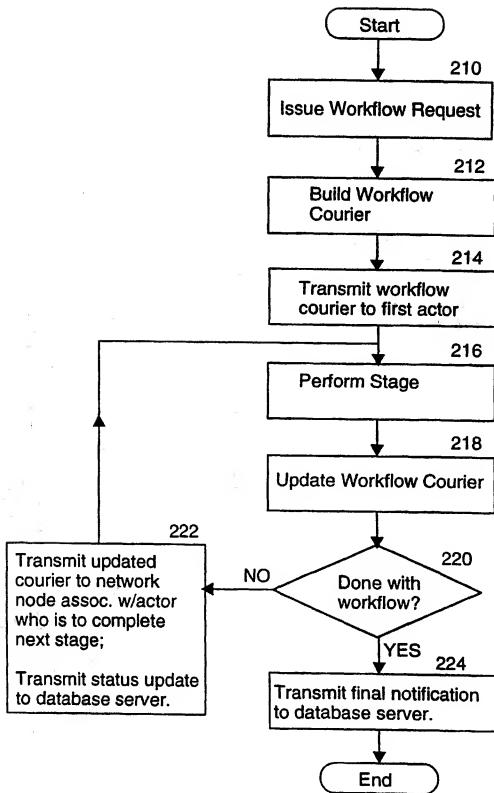 Start
210
Issue Workflow Request
212
Build Workflow
Courier
214
Transmit workflow
courier to first actor
216
Perform Stage
218
Update Workflow Courier
220
Done with
workflow?
NO
222
Transmit updated
courier to network
node assoc. w/actor
who is to complete
next stage;
Transmit status update
to database server.
YES
224
Transmit final notification
to database server.
End